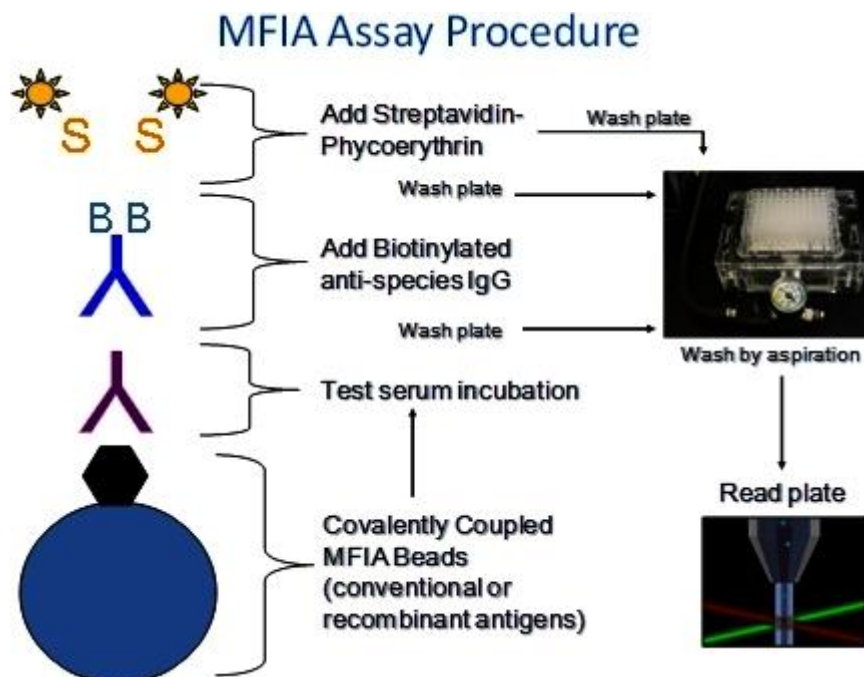 MFIA Assay Procedure
S S
Add Streptavidin-
Phycoerythrin
Wash plate
Wash plate
B B
Add Biotinylated
anti-species IgG
Wash plate
Wash by aspiration
Test serum incubation
Read plate
Covalently Coupled
MFIA Beads
(conventional or
recombinant antigens)